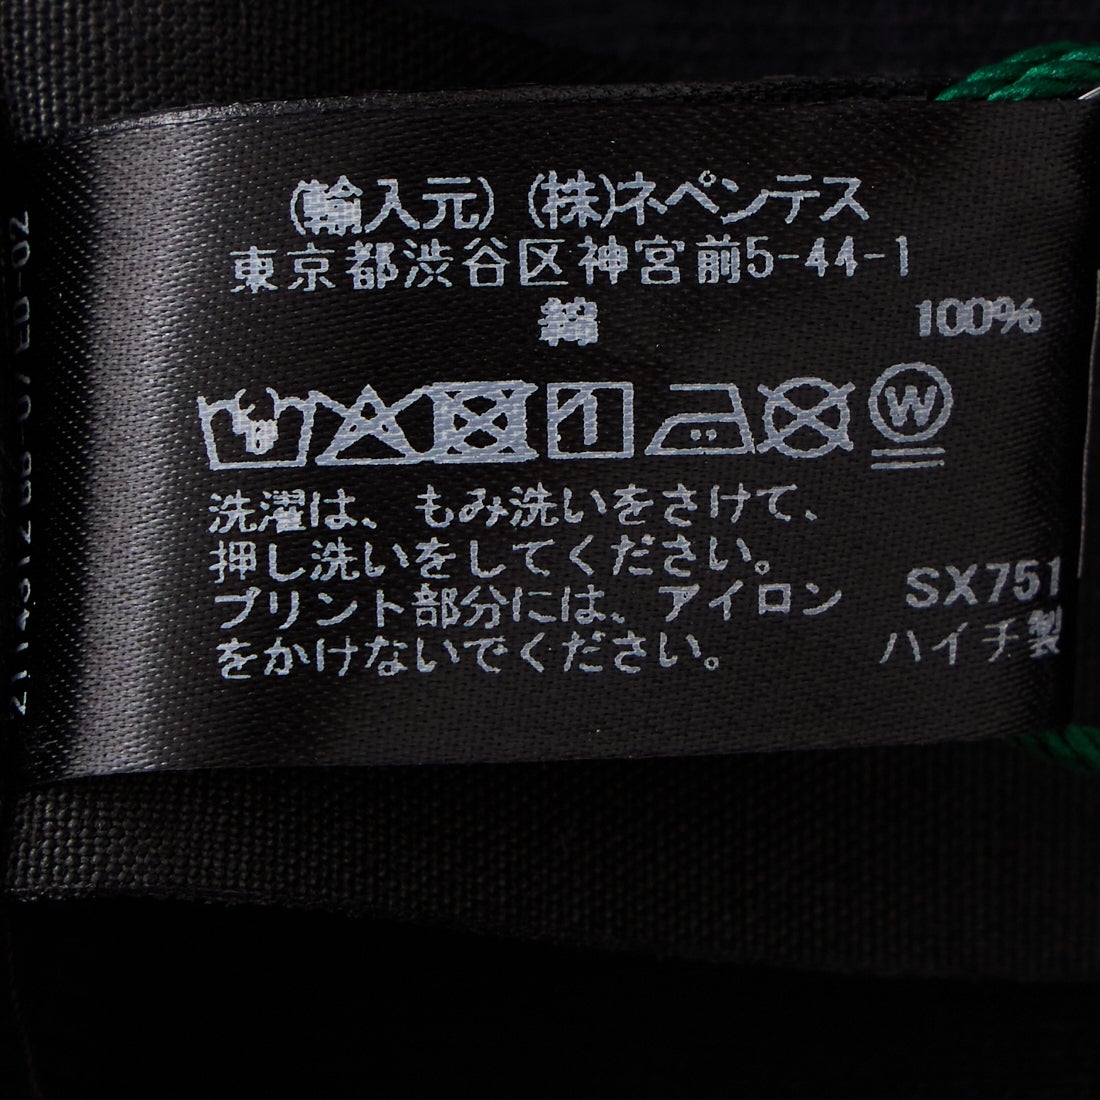 (輸入元) (株)ネペンテス
東京都渋谷区神宮前5-44-1
綿 100%
W
洗濯は、もみ洗いをさけて、
押し洗いをしてください。
プリント部分には、アイロン
をかけないでください。
SX751
ハイチ製